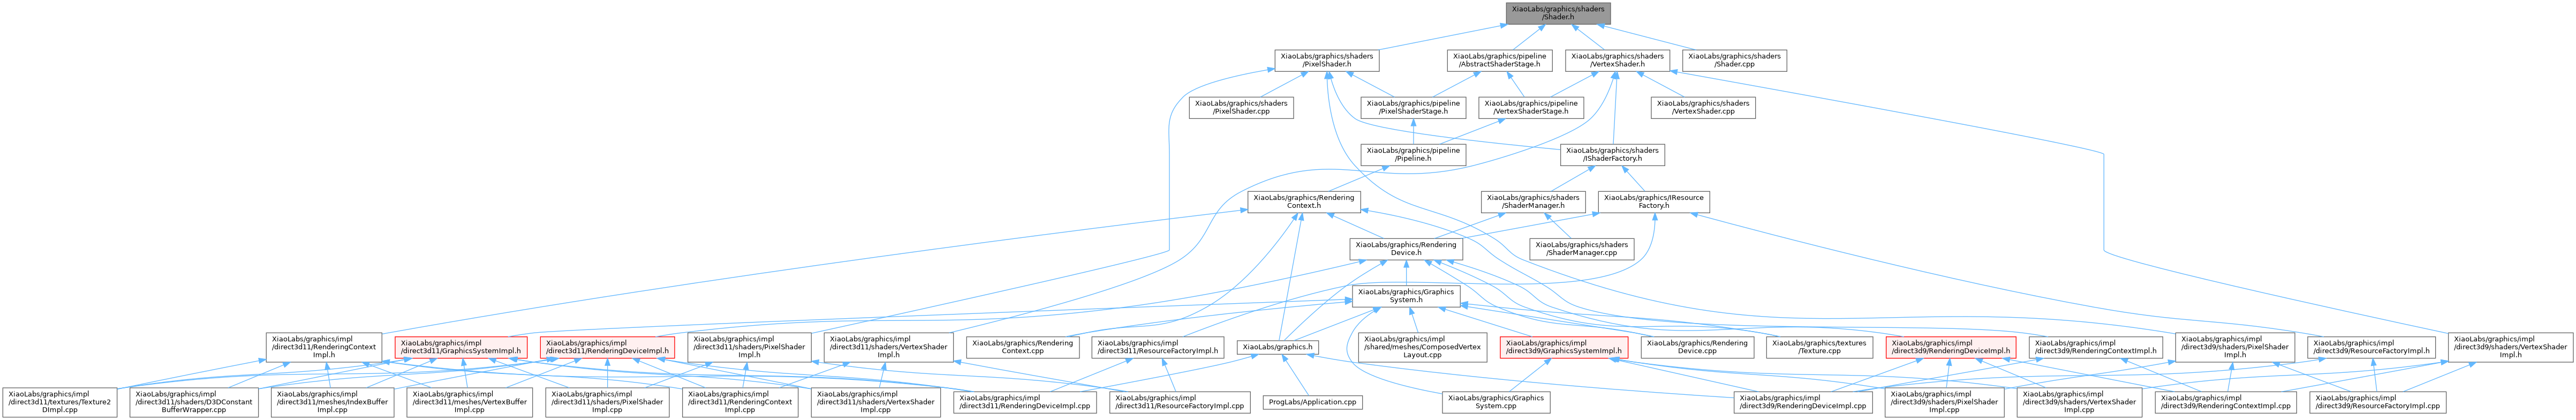 XiaoLabs/graphics/shaders
/Shader.h
XiaoLabs/graphics/shaders
/PixelShader.h
XiaoLabs/graphics/pipeline
/AbstractShaderStage.h
XiaoLabs/graphics/shaders
/VertexShader.h
XiaoLabs/graphics/shaders
/Shader.cpp
XiaoLabs/graphics/shaders
/PixelShader.cpp
XiaoLabs/graphics/pipeline
/PixelShaderStage.h
XiaoLabs/graphics/pipeline
/VertexShaderStage.h
XiaoLabs/graphics/shaders
/VertexShader.cpp
XiaoLabs/graphics/pipeline
/Pipeline.h
XiaoLabs/graphics/shaders
/IShaderFactory.h
XiaoLabs/graphics/Rendering
Context.h
XiaoLabs/graphics/shaders
/ShaderManager.h
XiaoLabs/graphics/IResource
Factory.h
XiaoLabs/graphics/Rendering
Device.h
XiaoLabs/graphics/shaders
/ShaderManager.cpp
XiaoLabs/graphics/Graphics
System.h
XiaoLabs/graphics/impl
/direct3d11/RenderingContext
Impl.h
XiaoLabs/graphics/impl
/direct3d11/GraphicsSystemImpl.h
XiaoLabs/graphics/impl
/direct3d11/RenderingDeviceImpl.h
XiaoLabs/graphics/impl
/direct3d11/shaders/PixelShader
Impl.h
XiaoLabs/graphics/impl
/direct3d11/shaders/VertexShader
Impl.h
XiaoLabs/graphics/Rendering
Context.cpp
XiaoLabs/graphics/impl
/direct3d11/ResourceFactoryImpl.h
XiaoLabs/graphics.h
XiaoLabs/graphics/impl
/shared/meshes/ComposedVertex
Layout.cpp
XiaoLabs/graphics/impl
/direct3d9/GraphicsSystemImpl.h
XiaoLabs/graphics/Rendering
Device.cpp
XiaoLabs/graphics/textures
/Texture.cpp
XiaoLabs/graphics/impl
/direct3d9/RenderingDeviceImpl.h
XiaoLabs/graphics/impl
/direct3d9/RenderingContextImpl.h
XiaoLabs/graphics/impl
/direct3d9/shaders/PixelShader
Impl.h
XiaoLabs/graphics/impl
/direct3d9/ResourceFactoryImpl.h
XiaoLabs/graphics/impl
/direct3d9/shaders/VertexShader
Impl.h
XiaoLabs/graphics/impl
/direct3d11/textures/Texture2
DImpl.cpp
XiaoLabs/graphics/impl
/direct3d11/shaders/D3DConstant
BufferWrapper.cpp
XiaoLabs/graphics/impl
/direct3d11/meshes/IndexBuffer
Impl.cpp
XiaoLabs/graphics/impl
/direct3d11/meshes/VertexBuffer
Impl.cpp
XiaoLabs/graphics/impl
/direct3d11/shaders/PixelShader
Impl.cpp
XiaoLabs/graphics/impl
/direct3d11/RenderingContext
Impl.cpp
XiaoLabs/graphics/impl
/direct3d11/shaders/VertexShader
Impl.cpp
XiaoLabs/graphics/impl
/direct3d11/RenderingDeviceImpl.cpp
XiaoLabs/graphics/impl
/direct3d11/ResourceFactoryImpl.cpp
ProgLabs/Application.cpp
XiaoLabs/graphics/Graphics
System.cpp
XiaoLabs/graphics/impl
/direct3d9/RenderingDeviceImpl.cpp
XiaoLabs/graphics/impl
/direct3d9/shaders/PixelShader
Impl.cpp
XiaoLabs/graphics/impl
/direct3d9/shaders/VertexShader
Impl.cpp
XiaoLabs/graphics/impl
/direct3d9/RenderingContextImpl.cpp
XiaoLabs/graphics/impl
/direct3d9/ResourceFactoryImpl.cpp